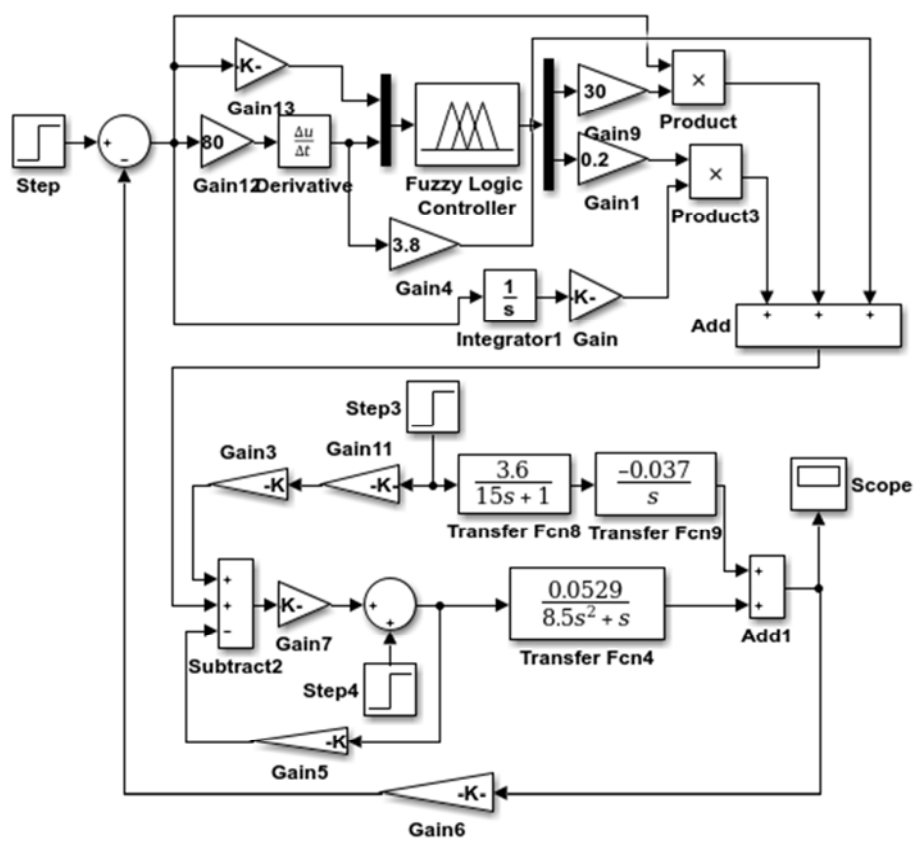 -K-
Gain13
30
×
Product
Step
+
−
80
Gain12
Δu
Δt
Derivative
Fuzzy Logic
Controller
Gain9
0.2
Gain1
×
Product3
3.8
Gain4
1
s
Integrator1
-K-
Gain
Add
+ + +
Step3
Gain3
-K
Gain11
-K-
3.6
15s + 1
Transfer Fcn8
−0.037
s
Transfer Fcn9
Scope
+
+
−
Subtract2
K-
Gain7
+
+
Step4
0.0529
8.5s² + s
Transfer Fcn4
+
+
Add1
-K
Gain5
-K-
Gain6